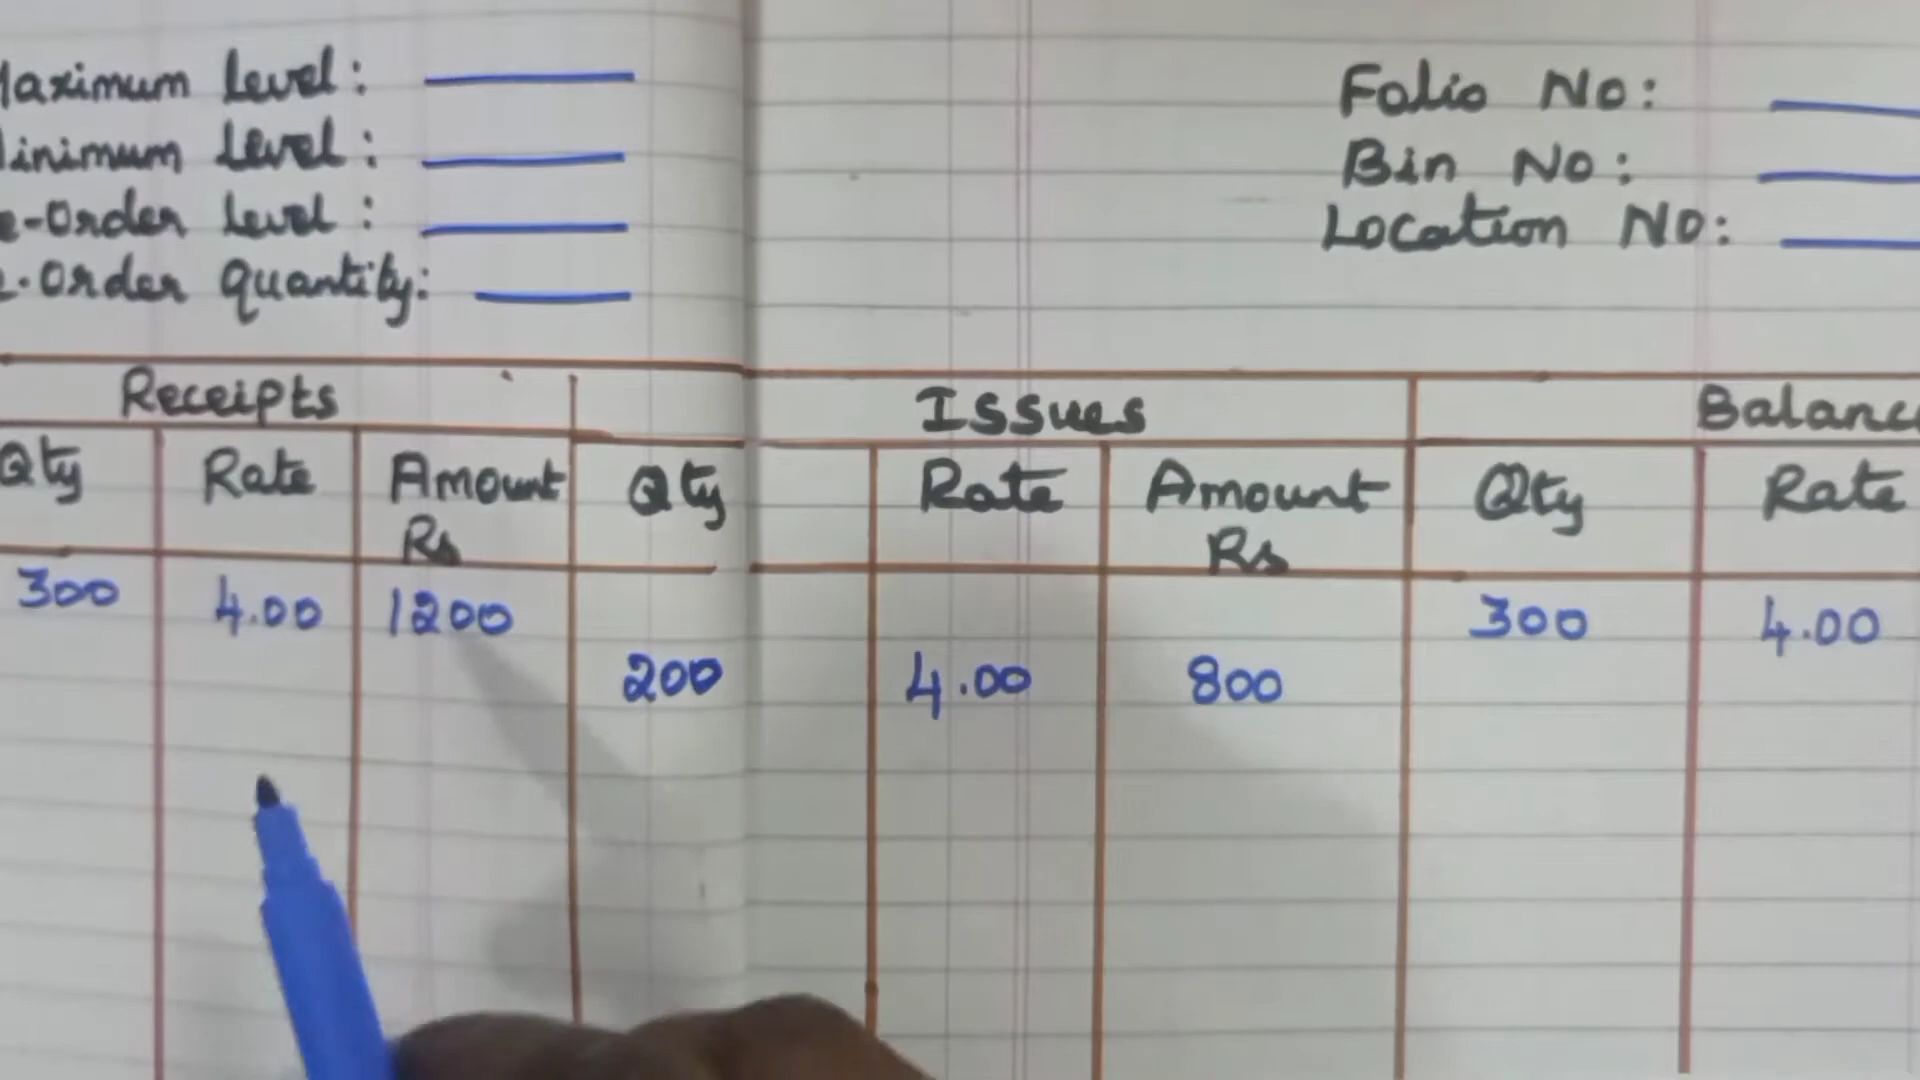 Maximum Level:
Minimum Level:
Re-Order Level:
Re-Order Quantity:
Folio No:
Bin No:
Location No:
Receipts Issues Balance
Qty Rate Amount Rs Qty Rate Amount Rs Qty Rate
300 4.00 1200 300 4.00
200 4.00 800